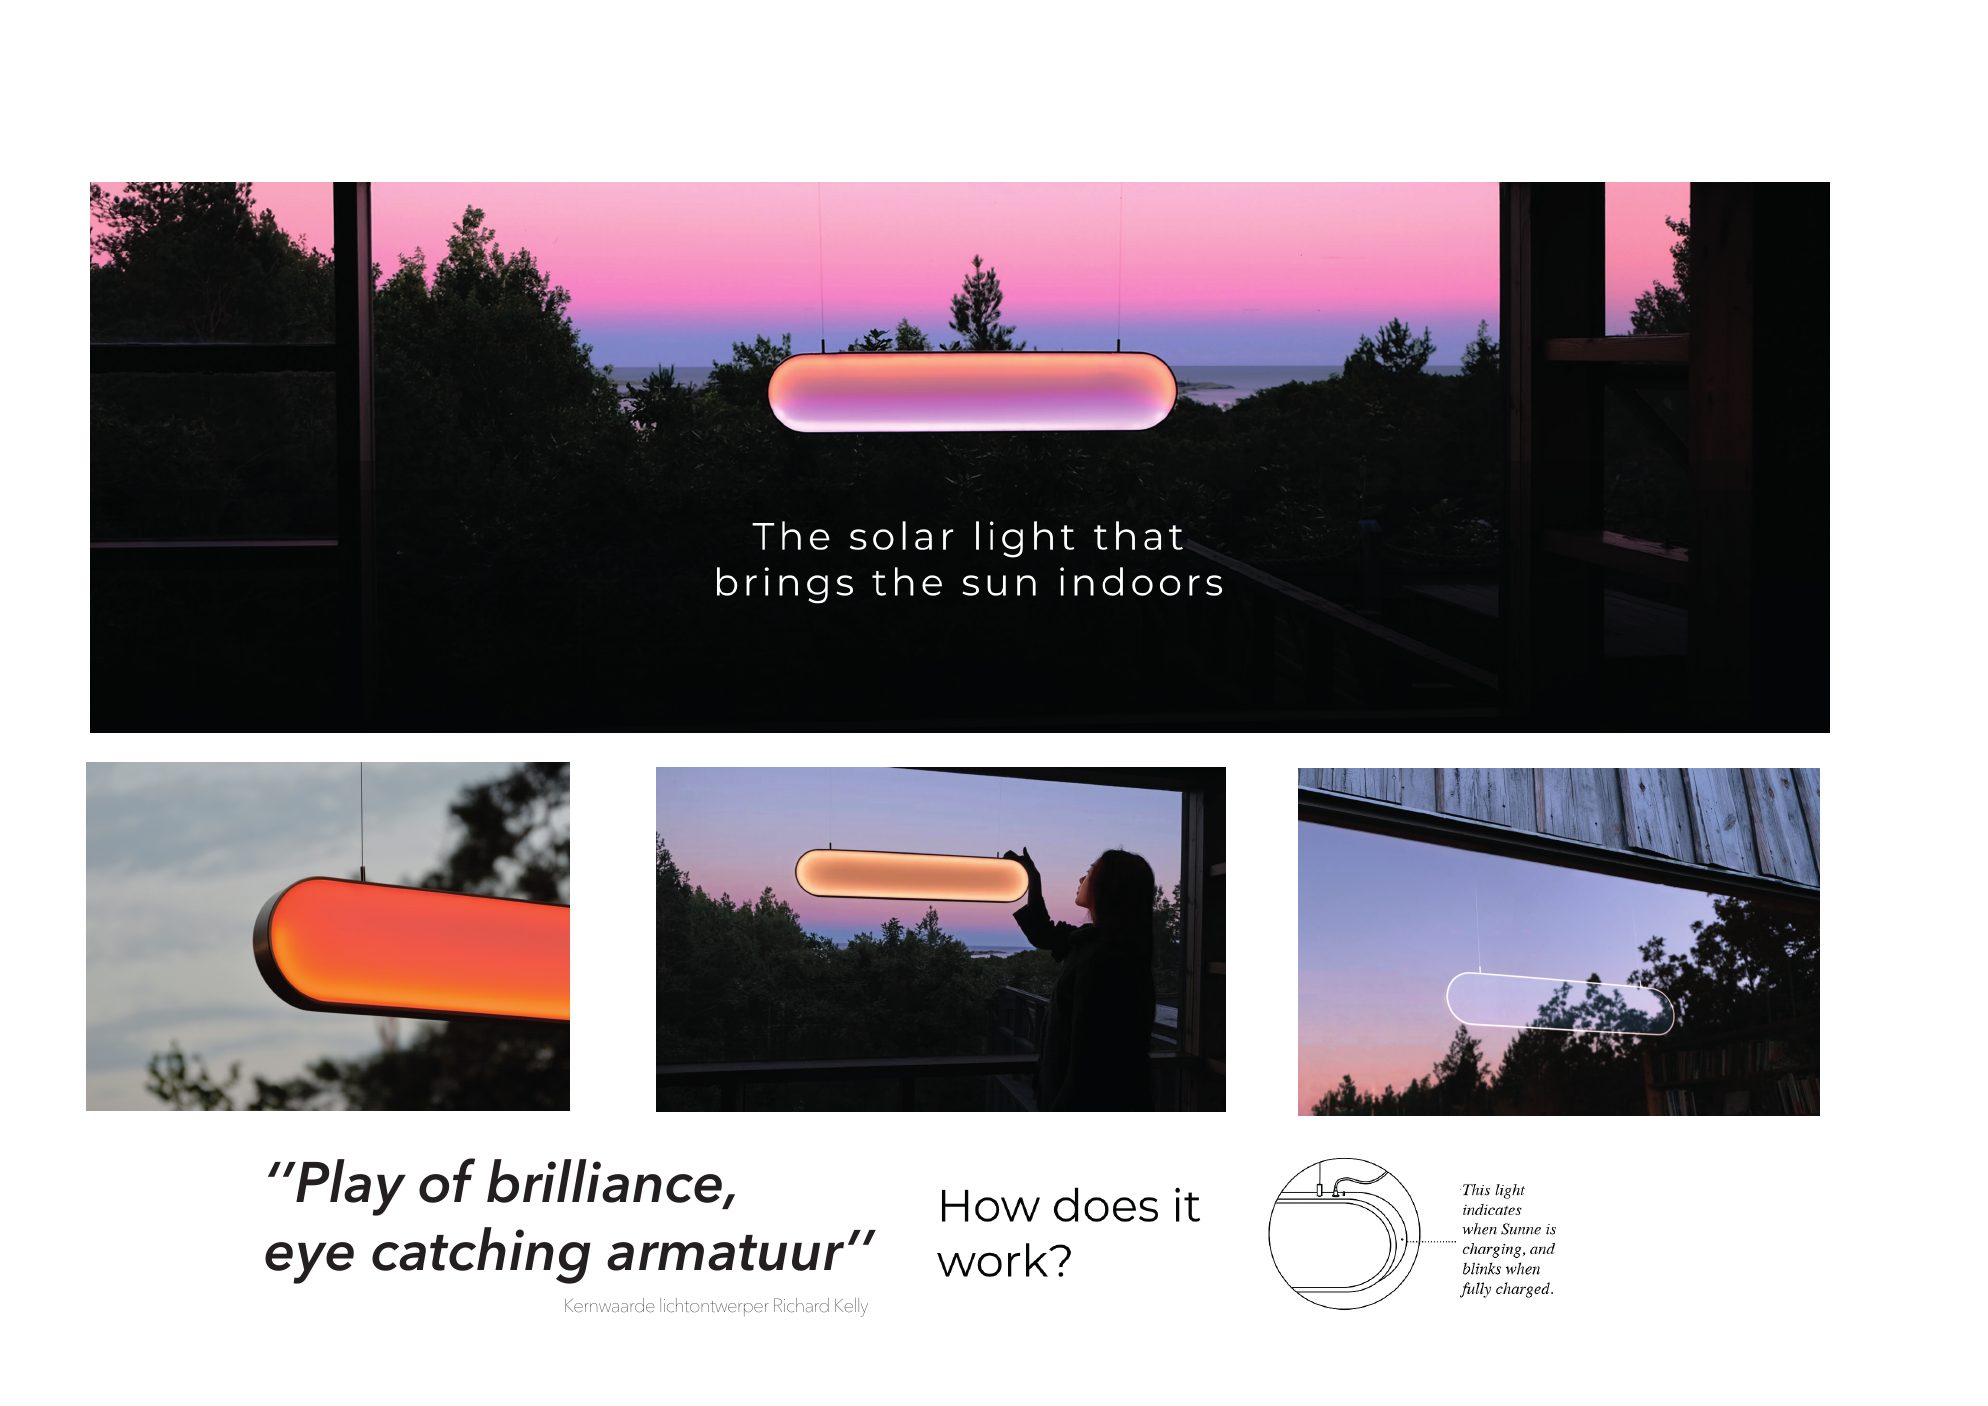 The solar light that
brings the sun indoors
"Play of brilliance,
eye catching armatuur"
Kernwaarde lichtontwerper Richard Kelly
How does it
work?
This light
indicates
when Sunne is
charging, and
blinks when
fully charged.